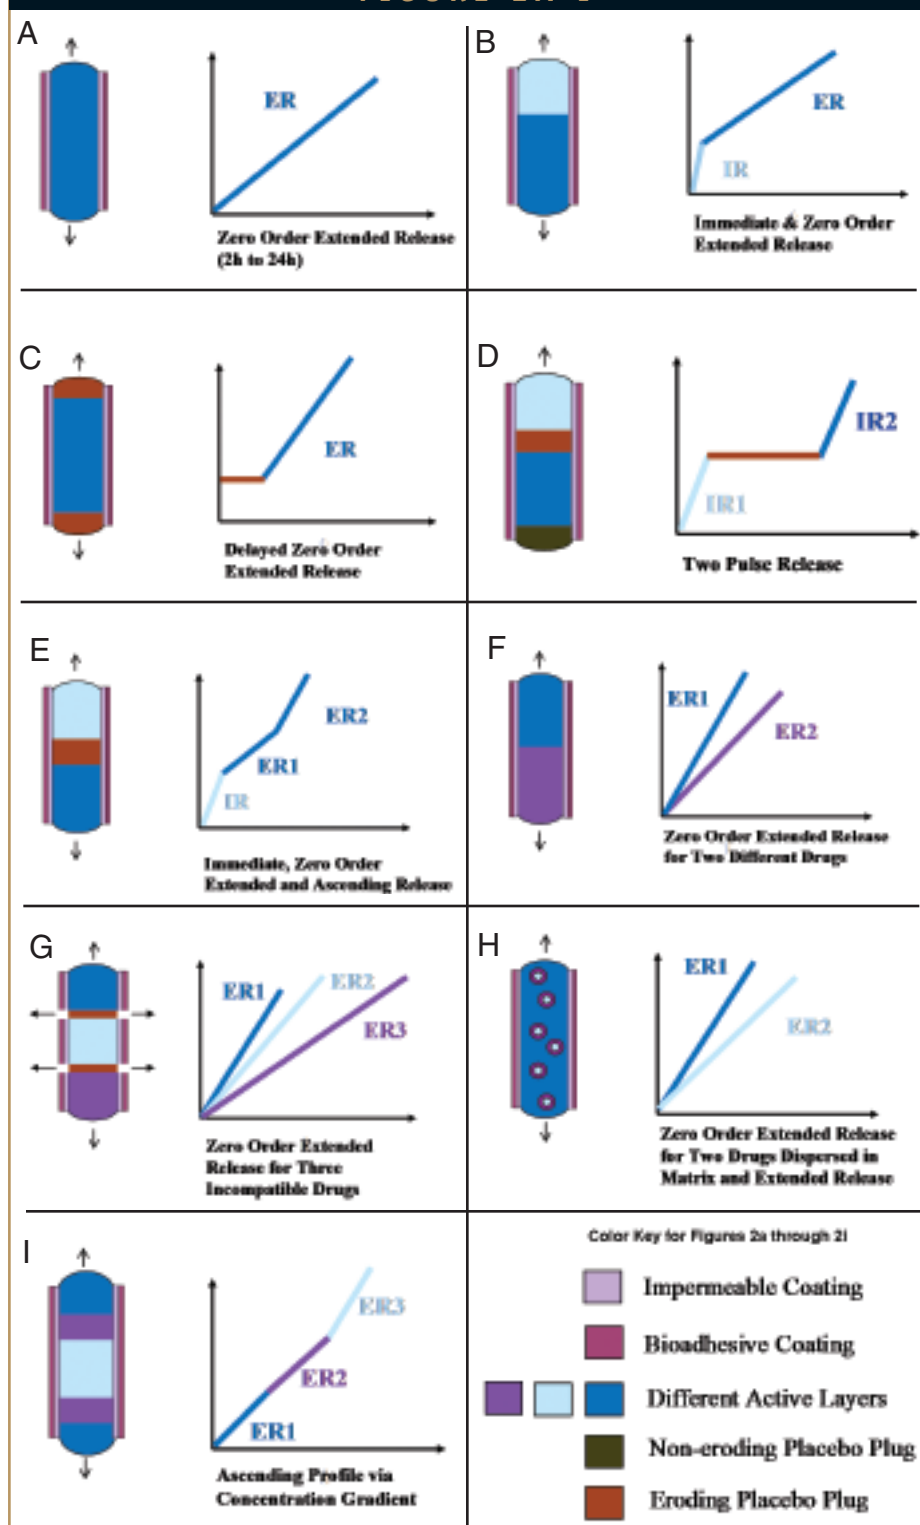 A
ER
Zero Order Extended Release
(2h to 24h)
B
ER
IR
Immediate & Zero Order
Extended Release
C
ER
Delayed Zero Order
Extended Release
D
IR2
IR1
Two Pulse Release
E
ER2
ER1
IR
Immediate, Zero Order
Extended and Ascending Release
F
ER1
ER2
Zero Order Extended Release
for Two Different Drugs
G
ER1
ER2
ER3
Zero Order Extended
Release for Three
Incompatible Drugs
H
ER1
ER2
Zero Order Extended Release
for Two Drugs Dispersed in
Matrix and Extended Release
I
ER3
ER2
ER1
Ascending Profile via
Concentration Gradient
Color Key for Figures 2a through 2i
Impermeable Coating
Bioadhesive Coating
Different Active Layers
Non-eroding Placebo Plug
Eroding Placebo Plug